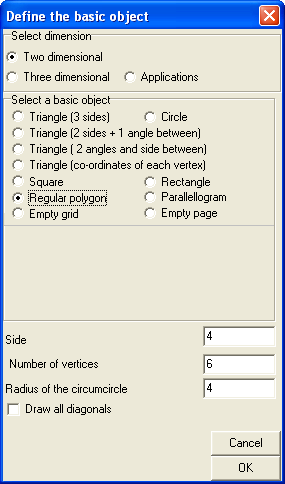 Define the basic object
Select dimension
Two dimensional
Three dimensional Applications
Select a basic object
Triangle (3 sides) Circle
Triangle (2 sides + 1 angle between)
Triangle ( 2 angles and side between)
Triangle (co-ordinates of each vertex)
Square Rectangle
Regular polygon Parallellogram
Empty grid Empty page
Side 4
Number of vertices 6
Radius of the circumcircle 4
Draw all diagonals
Cancel
OK